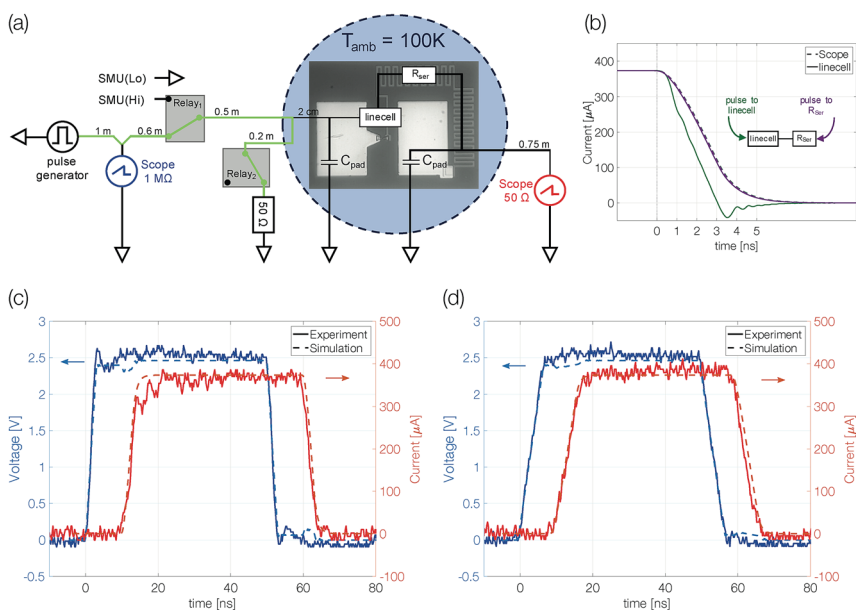 (a)
T_amb = 100K
SMU(Lo)
SMU(Hi)
Relay₁
0.5 m
2 cm
R_Ser
linecell
1 m
0.6 m
0.2 m
0.75 m
pulse
generator
Scope
1 MΩ
Relay₂
C_pad
C_pad
Scope
50 Ω
50 Ω
(b)
Scope
linecell
pulse to
linecell
pulse to
R_Ser
linecell
R_Ser
Current [µA]
400
300
200
100
0
0 1 2 3 4 5
time [ns]
(c)
Experiment
Simulation
Voltage [V]
3
2.5
2
1.5
1
0.5
0
-0.5
Current [µA]
500
400
300
200
100
0
-100
0 20 40 60 80
time [ns]
(d)
Experiment
Simulation
Voltage [V]
3
2.5
2
1.5
1
0.5
0
-0.5
Current [µA]
500
400
300
200
100
0
-100
0 20 40 60 80
time [ns]